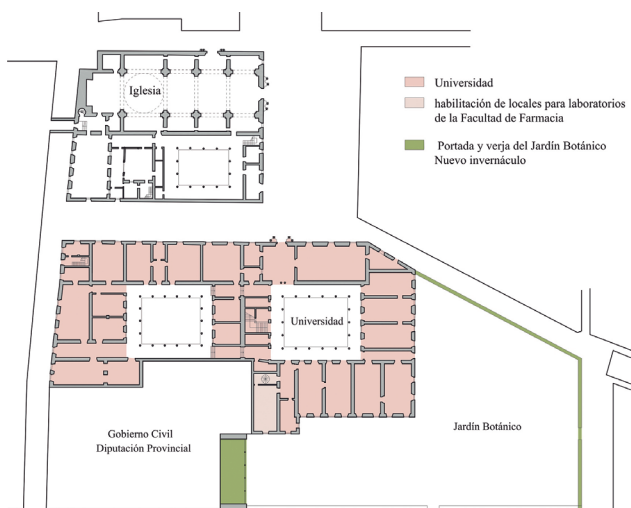 Iglesia
Universidad
habilitación de locales para laboratorios
de la Facultad de Farmacia
Portada y verja del Jardín Botánico
Nuevo invernáculo
Universidad
Gobierno Civil
Diputación Provincial
Jardín Botánico